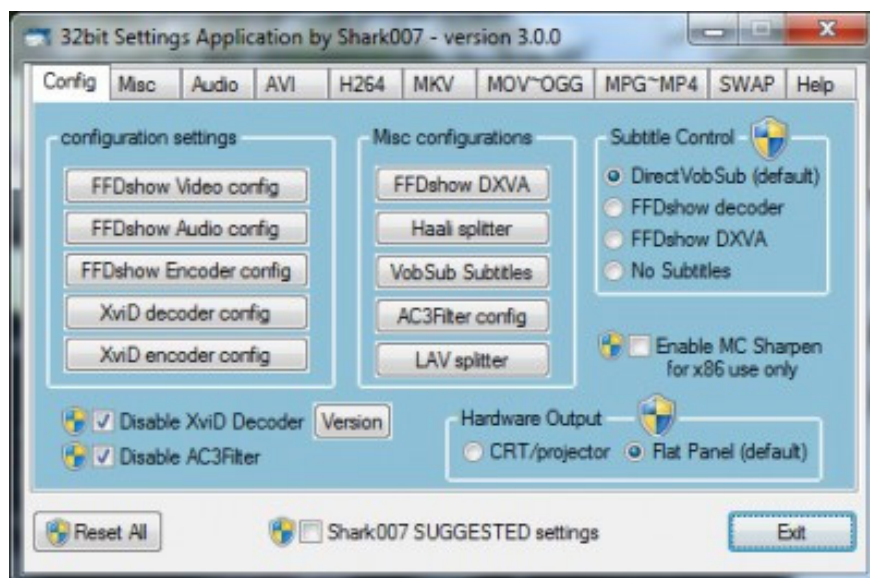 32bit Settings Application by Shark007 - version 3.0.0
Config Misc Audio AVI H264 MKV MOV~OGG MPG~MP4 SWAP Help
configuration settings
FFDshow Video config
FFDshow Audio config
FFDshow Encoder config
XviD decoder config
XviD encoder config
Misc configurations
FFDshow DXVA
Haali splitter
VobSub Subtitles
AC3Filter config
LAV splitter
Subtitle Control
DirectVobSub (default)
FFDshow decoder
FFDshow DXVA
No Subtitles
Enable MC Sharpen
for x86 use only
Disable XviD Decoder Version
Disable AC3Filter
Hardware Output
CRT/projector Flat Panel (default)
Reset All Shark007 SUGGESTED settings Exit